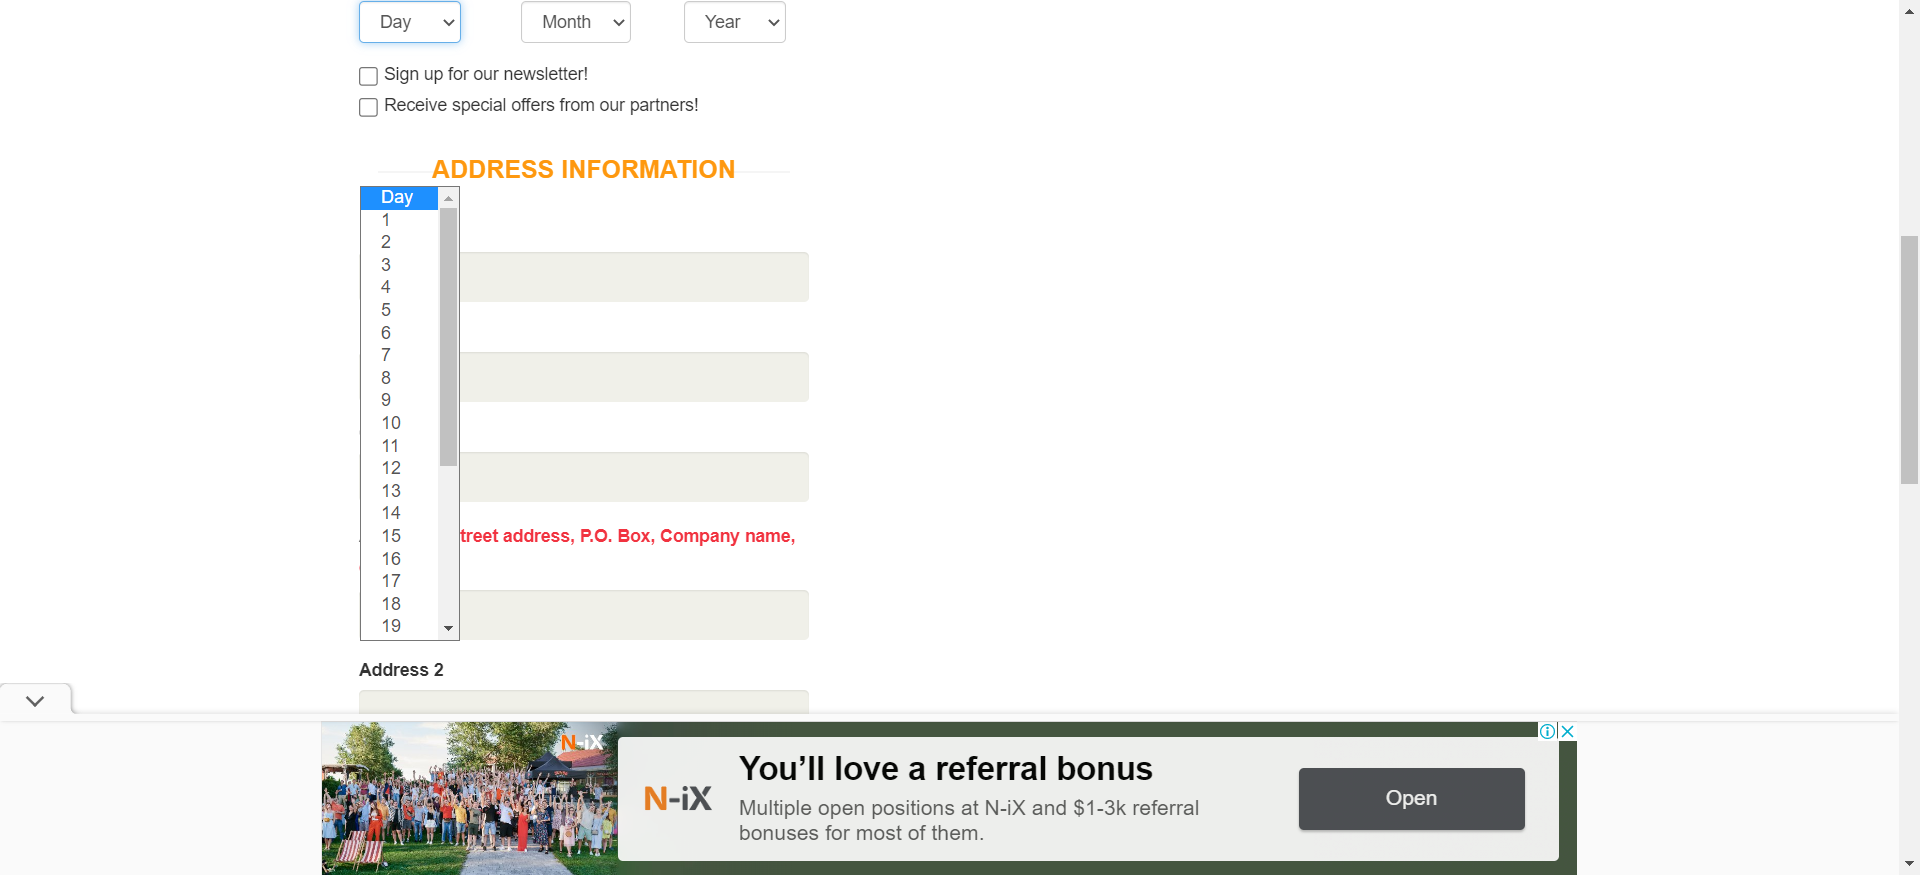 Day Month Year
Sign up for our newsletter!
Receive special offers from our partners!
ADDRESS INFORMATION
Day
1
2
3
4
5
6
7
8
9
10
11
12
13
14
15
16
17
18
19
treet address, P.O. Box, Company name,
Address 2
N-iX
N-iX
You’ll love a referral bonus
Multiple open positions at N-iX and $1-3k referral
bonuses for most of them.
Open